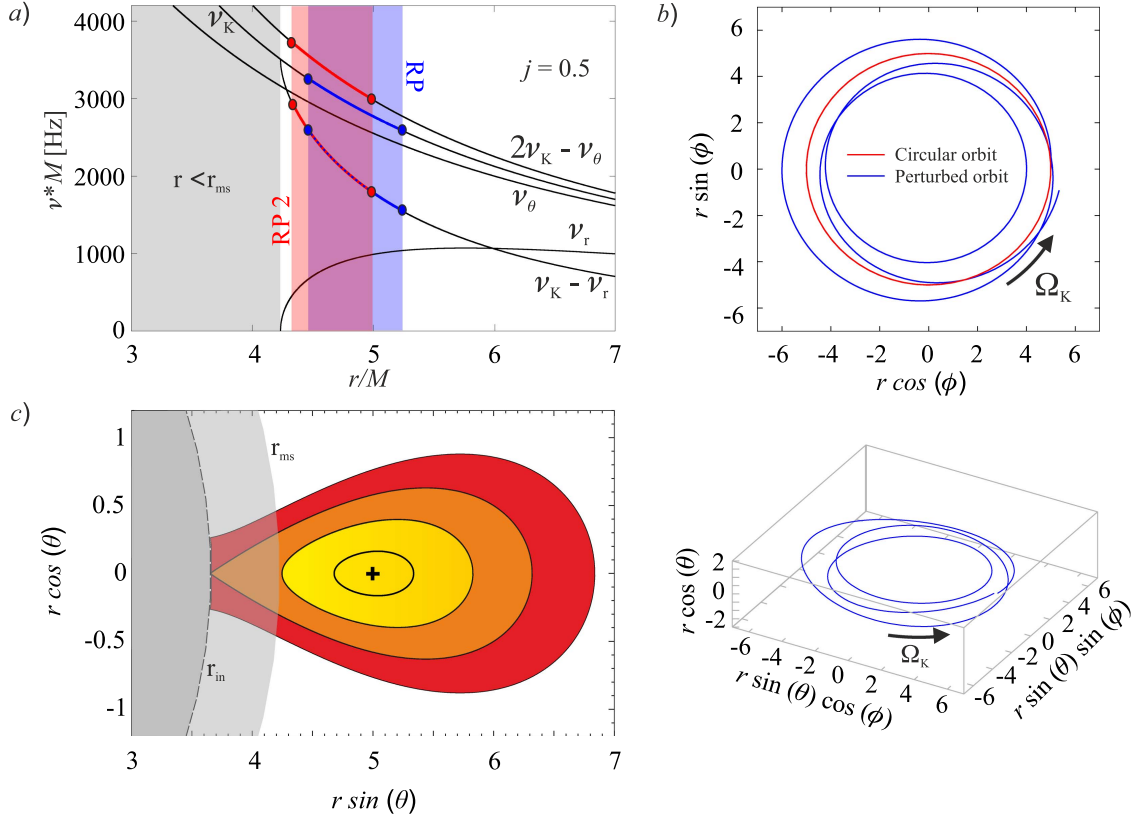 a)
ν*M [Hz]
4000
3000
2000
1000
0
3
4
5
6
7
r/M
ν_K
r < r_ms
RP 2
RP
j = 0.5
2ν_K - ν_θ
ν_θ
ν_r
ν_K - ν_r
b)
r sin (ϕ)
6
4
2
0
-2
-4
-6
-6 -4 -2 0 2 4 6
r cos (ϕ)
Circular orbit
Perturbed orbit
Ω_K
c)
r cos (θ)
1
0.5
0
-0.5
-1
3
4
5
6
7
r sin (θ)
r_ms
r_in
r cos (θ)
2
0
-2
-6 -4 -2 0 2 4 6
r sin (θ) cos (ϕ)
-6 -4 -2 0 2 4 6
r sin (θ) sin (ϕ)
Ω_K